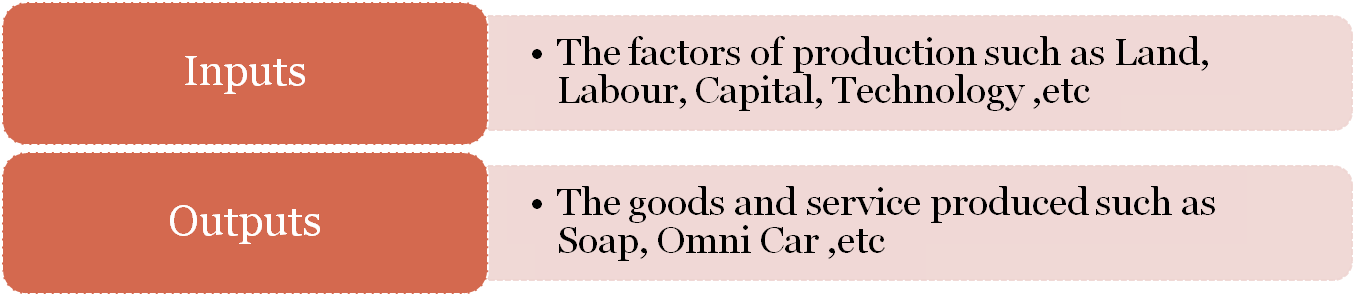 Inputs
• The factors of production such as Land,
Labour, Capital, Technology ,etc
Outputs
• The goods and service produced such as
Soap, Omni Car ,etc